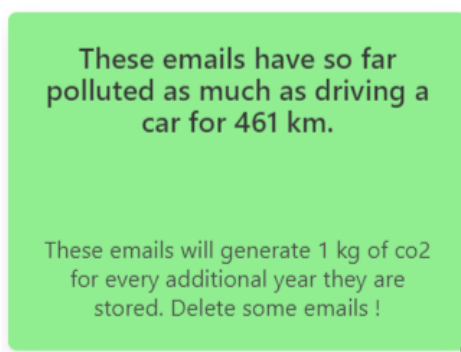 These emails have so far
polluted as much as driving a
car for 461 km.
These emails will generate 1 kg of co2
for every additional year they are
stored. Delete some emails !